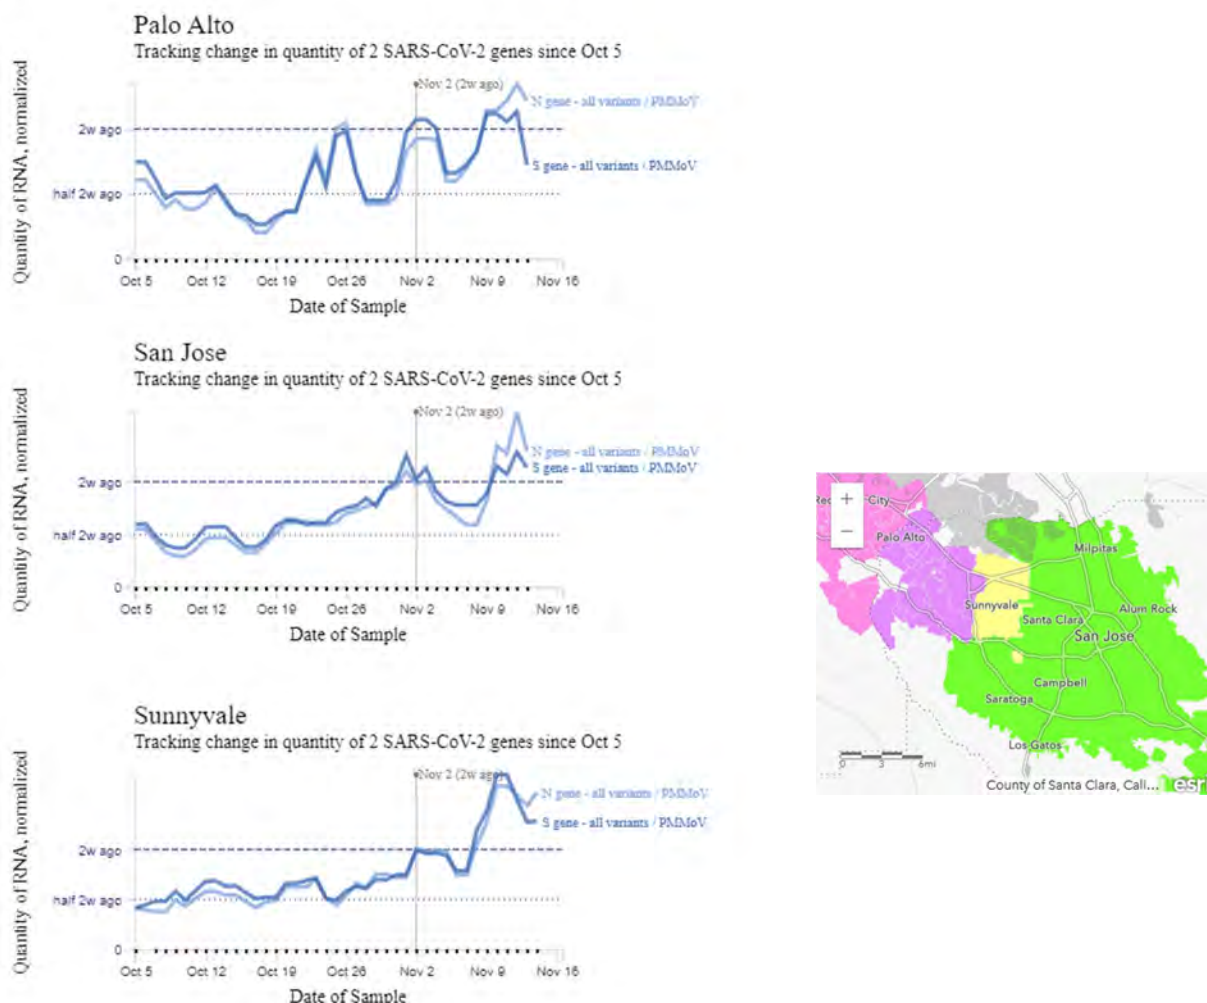 Palo Alto
Tracking change in quantity of 2 SARS-CoV-2 genes since Oct 5
Quantity of RNA, normalized
Nov 2 (2w ago)
N gene - all variants / PMMoV
2w ago
S gene - all variants / PMMoV
half 2w ago
0
Oct 5 Oct 12 Oct 19 Oct 26 Nov 2 Nov 9 Nov 16
Date of Sample
San Jose
Tracking change in quantity of 2 SARS-CoV-2 genes since Oct 5
Quantity of RNA, normalized
Nov 2 (2w ago)
N gene - all variants / PMMoV
S gene - all variants / PMMoV
2w ago
half 2w ago
0
Oct 5 Oct 12 Oct 19 Oct 26 Nov 2 Nov 9 Nov 16
Date of Sample
Sunnyvale
Tracking change in quantity of 2 SARS-CoV-2 genes since Oct 5
Quantity of RNA, normalized
Nov 2 (2w ago)
N gene - all variants / PMMoV
S gene - all variants / PMMoV
2w ago
half 2w ago
0
Oct 5 Oct 12 Oct 19 Oct 26 Nov 2 Nov 9 Nov 16
Date of Sample
+
City
−
Palo Alto
Milpitas
Sunnyvale
Alum Rock
Santa Clara
San Jose
Campbell
Saratoga
Los Gatos
0 3 6mi
County of Santa Clara, Cali... esri